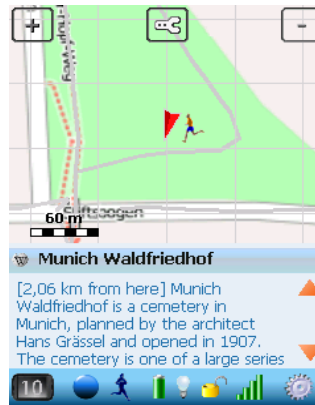 +
-
60 m
Munich Waldfriedhof
[2,06 km from here] Munich
Waldfriedhof is a cemetery in
Munich, planned by the architect
Hans Grässel and opened in 1907.
The cemetery is one of a large series
10